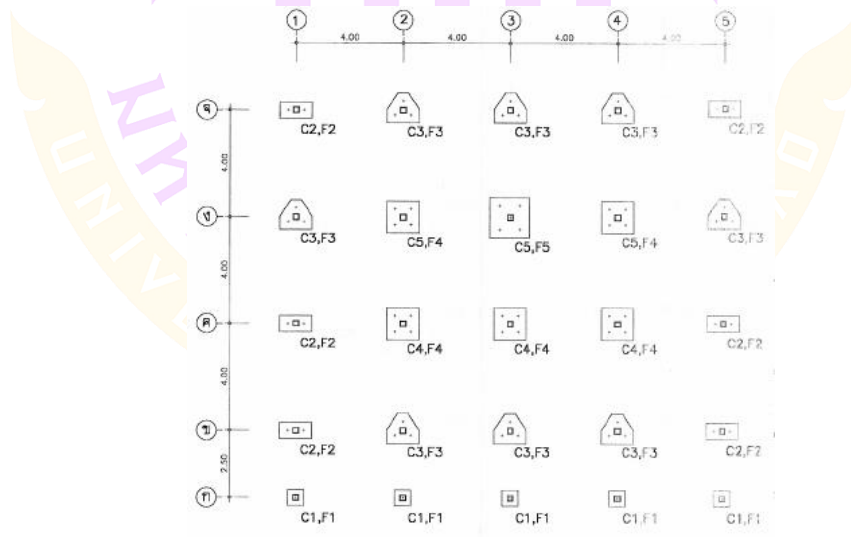 1 2 3 4 5
4.00 4.00 4.00 4.00
จ
C2,F2 C3,F3 C3,F3 C3,F3 C2,F2
4.00
ง
C3,F3 C5,F4 C5,F5 C5,F4 C3,F3
4.00
ค
C2,F2 C4,F4 C4,F4 C4,F4 C2,F2
4.00
ข
C2,F2 C3,F3 C3,F3 C3,F3 C2,F2
2.50
ก
C1,F1 C1,F1 C1,F1 C1,F1 C1,F1